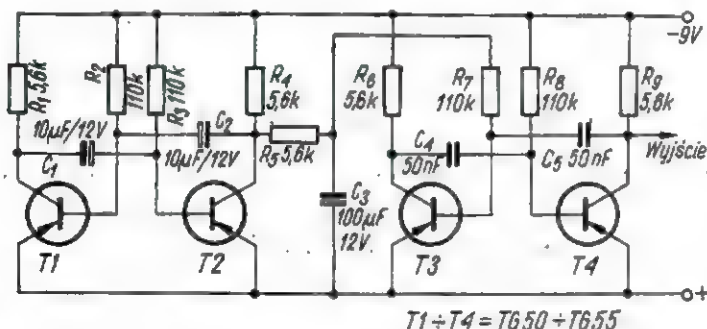 -9V
R1 5,6k
R2 110k
R3 110k
R4 5,6k
R5 5,6k
R6 5,6k
R7 110k
R8 110k
R9 5,6k
10µF/12V
C1
C2
10µF/12V
C3
100µF
12V
C4
50nF
C5 50nF
Wyjście
T1
T2
T3
T4
+
T1÷T4 = TG50÷TG55